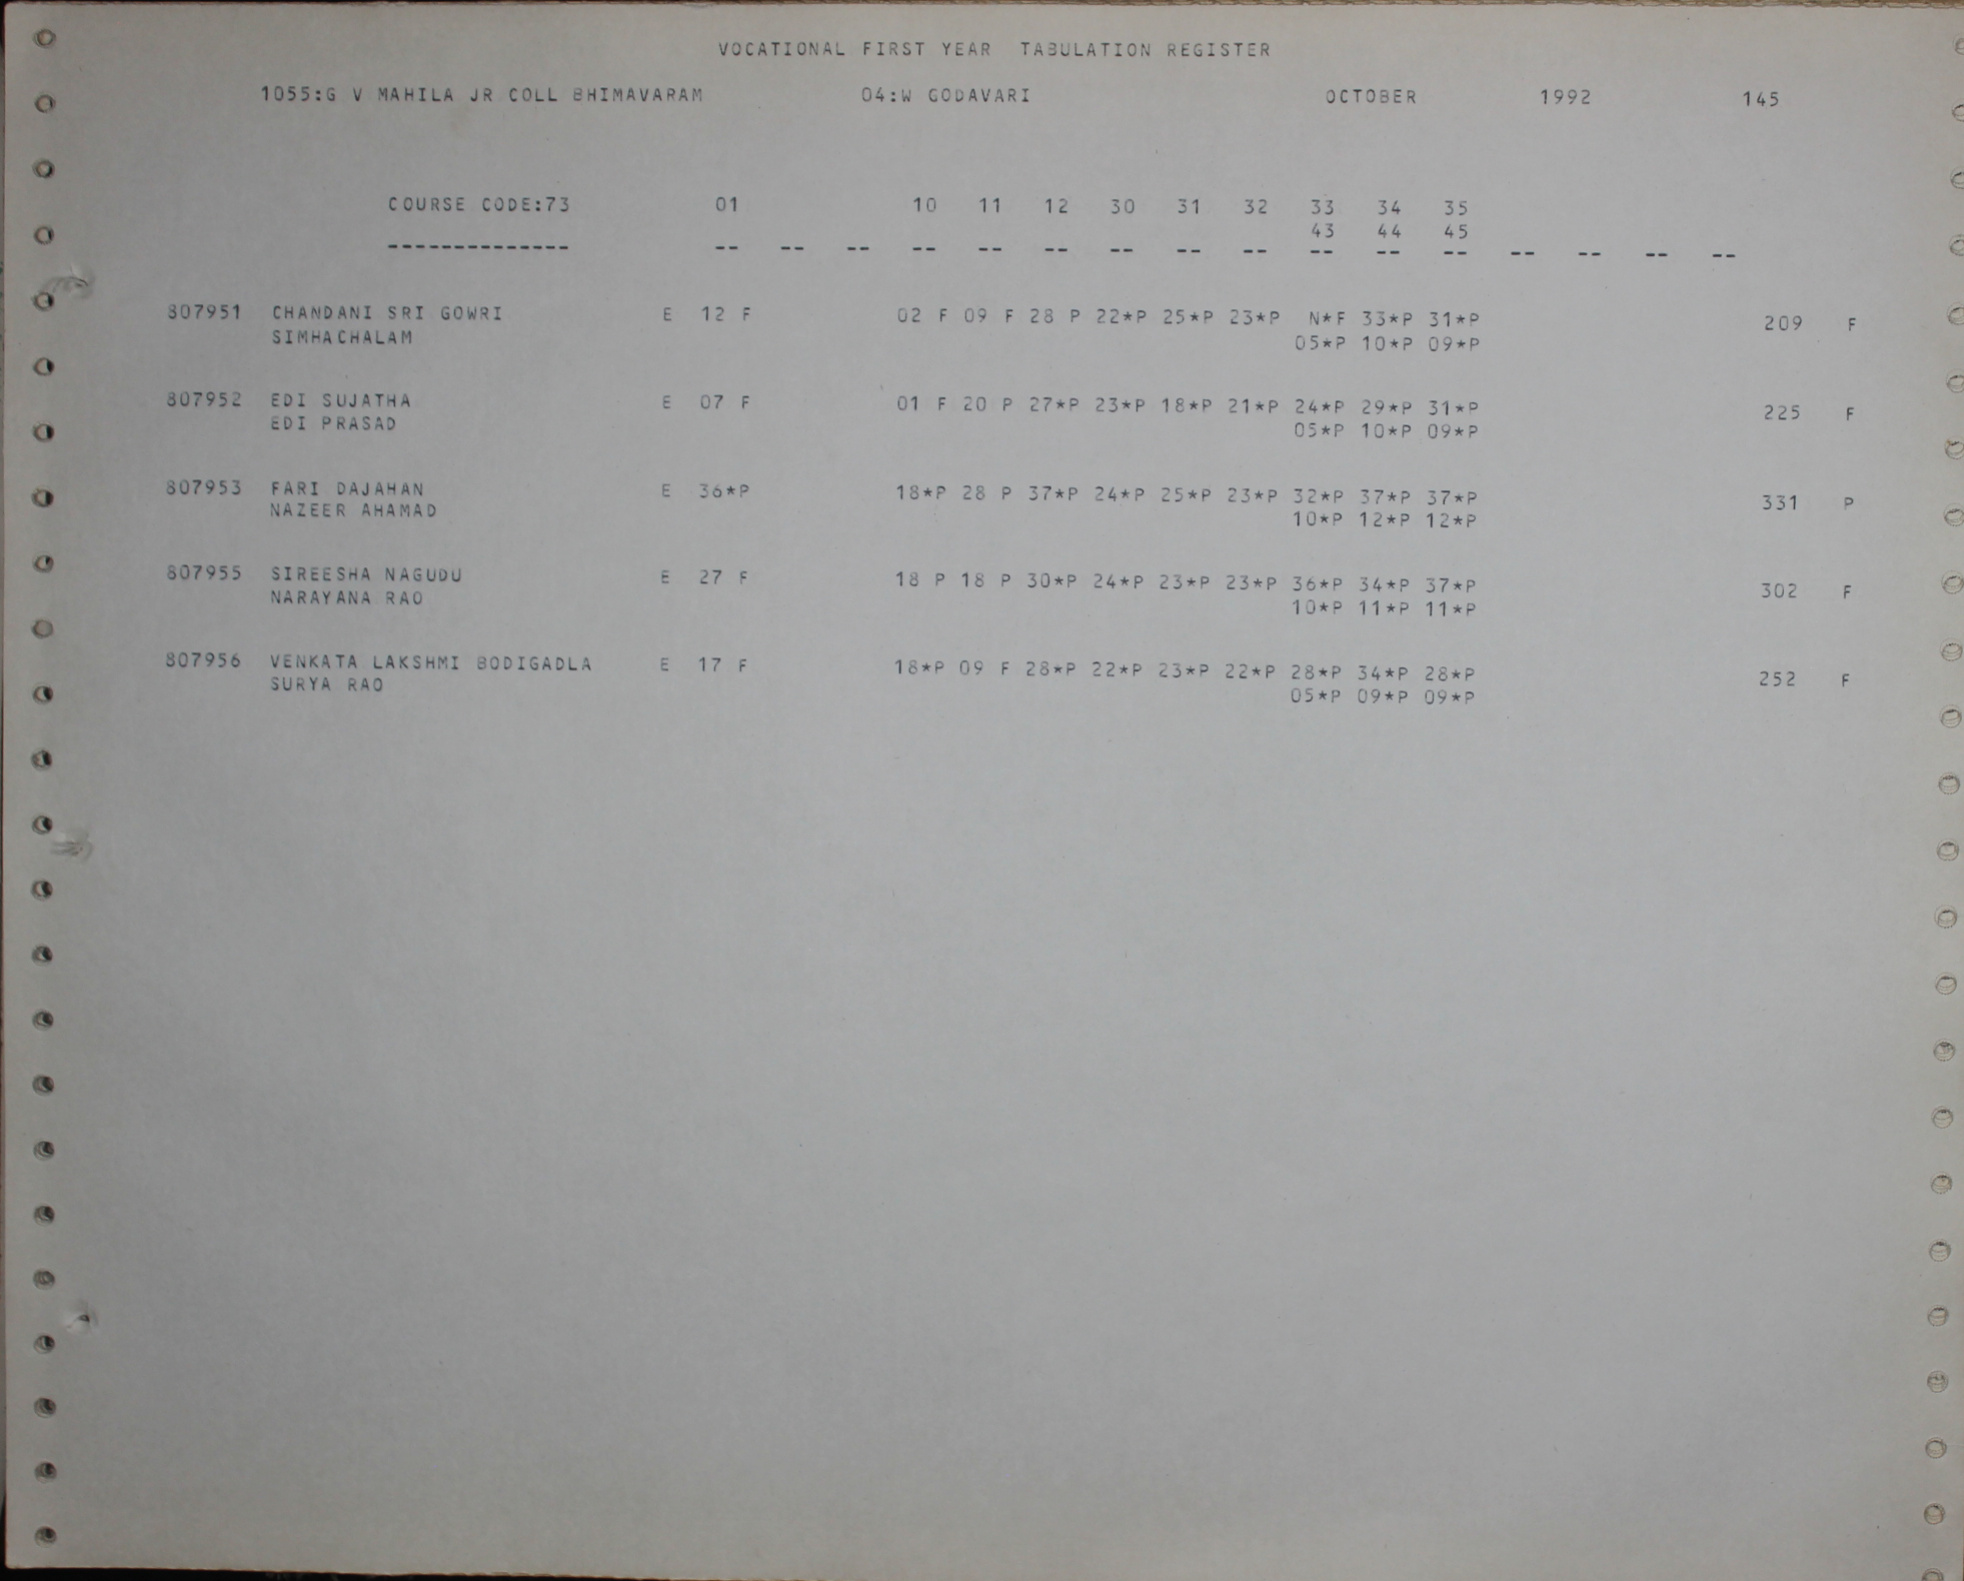 VOCATIONAL FIRST YEAR TABULATION REGISTER
1055:G V MAHILA JR COLL BHIMAVARAM 04:W GODAVARI OCTOBER 1992 145
COURSE CODE:73 01 10 11 12 30 31 32 33 34 35
43 44 45
-------------- -- -- -- -- -- -- -- -- -- -- -- -- -- -- -- --
807951 CHANDANI SRI GOWRI E 12 F 02 F 09 F 28 P 22*P 25*P 23*P N*F 33*P 31*P 209 F
SIMHACHALAM 05*P 10*P 09*P
807952 EDI SUJATHA E 07 F 01 F 20 P 27*P 23*P 18*P 21*P 24*P 29*P 31*P 225 F
EDI PRASAD 05*P 10*P 09*P
807953 FARI DAJAHAN E 36*P 18*P 28 P 37*P 24*P 25*P 23*P 32*P 37*P 37*P 331 P
NAZEER AHAMAD 10*P 12*P 12*P
807955 SIREESHA NAGUDU E 27 F 18 P 18 P 30*P 24*P 23*P 23*P 36*P 34*P 37*P 302 F
NARAYANA RAO 10*P 11*P 11*P
807956 VENKATA LAKSHMI BODIGADLA E 17 F 18*P 09 F 28*P 22*P 23*P 22*P 28*P 34*P 28*P 252 F
SURYA RAO 05*P 09*P 09*P